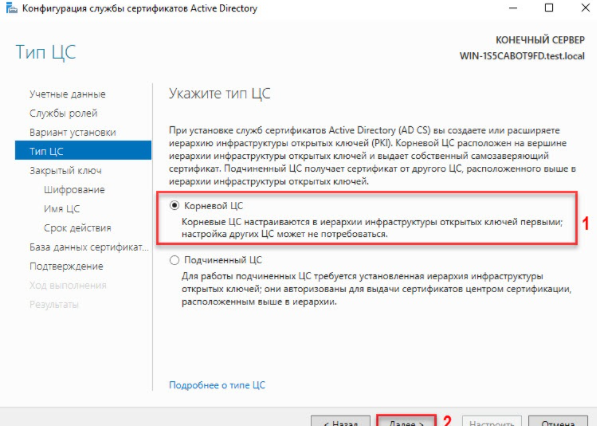 Конфигурация службы сертификатов Active Directory
Тип ЦС
КОНЕЧНЫЙ СЕРВЕР
WIN-1S5CABOT9FD.test.local
Учетные данные
Службы ролей
Вариант установки
Тип ЦС
Закрытый ключ
Шифрование
Имя ЦС
Срок действия
База данных сертификат...
Подтверждение
Ход выполнения
Результаты
Укажите тип ЦС
При установке служб сертификатов Active Directory (AD CS) вы создаете или расширяете
иерархию инфраструктуры открытых ключей (PKI). Корневой ЦС расположен на вершине
иерархии инфраструктуры открытых ключей и выдает собственный самозаверяющий
сертификат. Подчиненный ЦС получает сертификат от другого ЦС, расположенного выше в
иерархии инфраструктуры открытых ключей.
Корневой ЦС
Корневые ЦС настраиваются в иерархии инфраструктуры открытых ключей первыми;
настройка других ЦС может не потребоваться.
1
Подчиненный ЦС
Для работы подчиненных ЦС требуется установленная иерархия инфраструктуры
открытых ключей; они авторизованы для выдачи сертификатов центром сертификации,
расположенным выше в иерархии.
Подробнее о типе ЦС
< Назад
Далее >
2
Настроить
Отмена